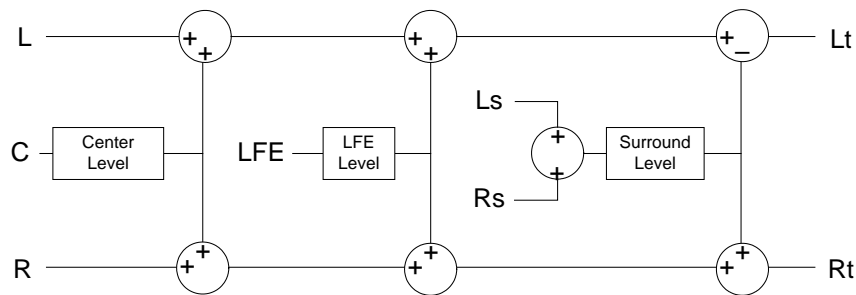 L
+
+
+
+
+
–
Lt
Ls
C
Center
Level
LFE
LFE
Level
+
+
Surround
Level
Rs
R
+
+
+
+
+
+
Rt